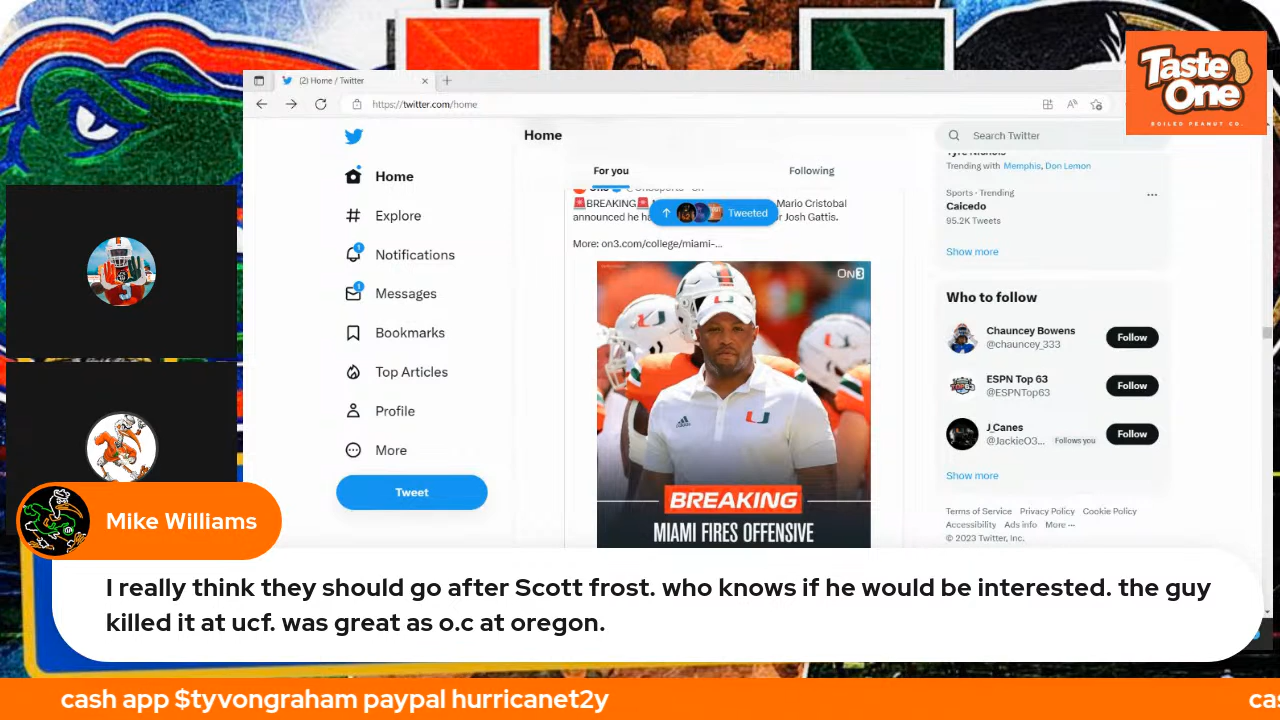 (2) Home / Twitter
https://twitter.com/home
Taste
One
BOILED PEANUT CO.
Home
For you
Following
Search Twitter
Home
Explore
Notifications
1
Messages
1
Bookmarks
Top Articles
Profile
More
Tweet
BREAKING
Mario Cristobal
announced he
Josh Gattis.
Tweeted
More: on3.com/college/miami-...
On3
BREAKING
MIAMI FIRES OFFENSIVE
Trending with Memphis, Don Lemon
Sports · Trending
Caicedo
95.2K Tweets
Show more
Who to follow
Chauncey Bowens
@chauncey_333
Follow
ESPN Top 63
@ESPNTop63
Follow
J_Canes
@JackieO3... Follows you
Follow
Show more
Terms of Service Privacy Policy Cookie Policy
Accessibility Ads info More ···
© 2023 Twitter, Inc.
Mike Williams
I really think they should go after Scott frost. who knows if he would be interested. the guy
killed it at ucf. was great as o.c at oregon.
cash app $tyvongraham paypal hurricanet2y
cas